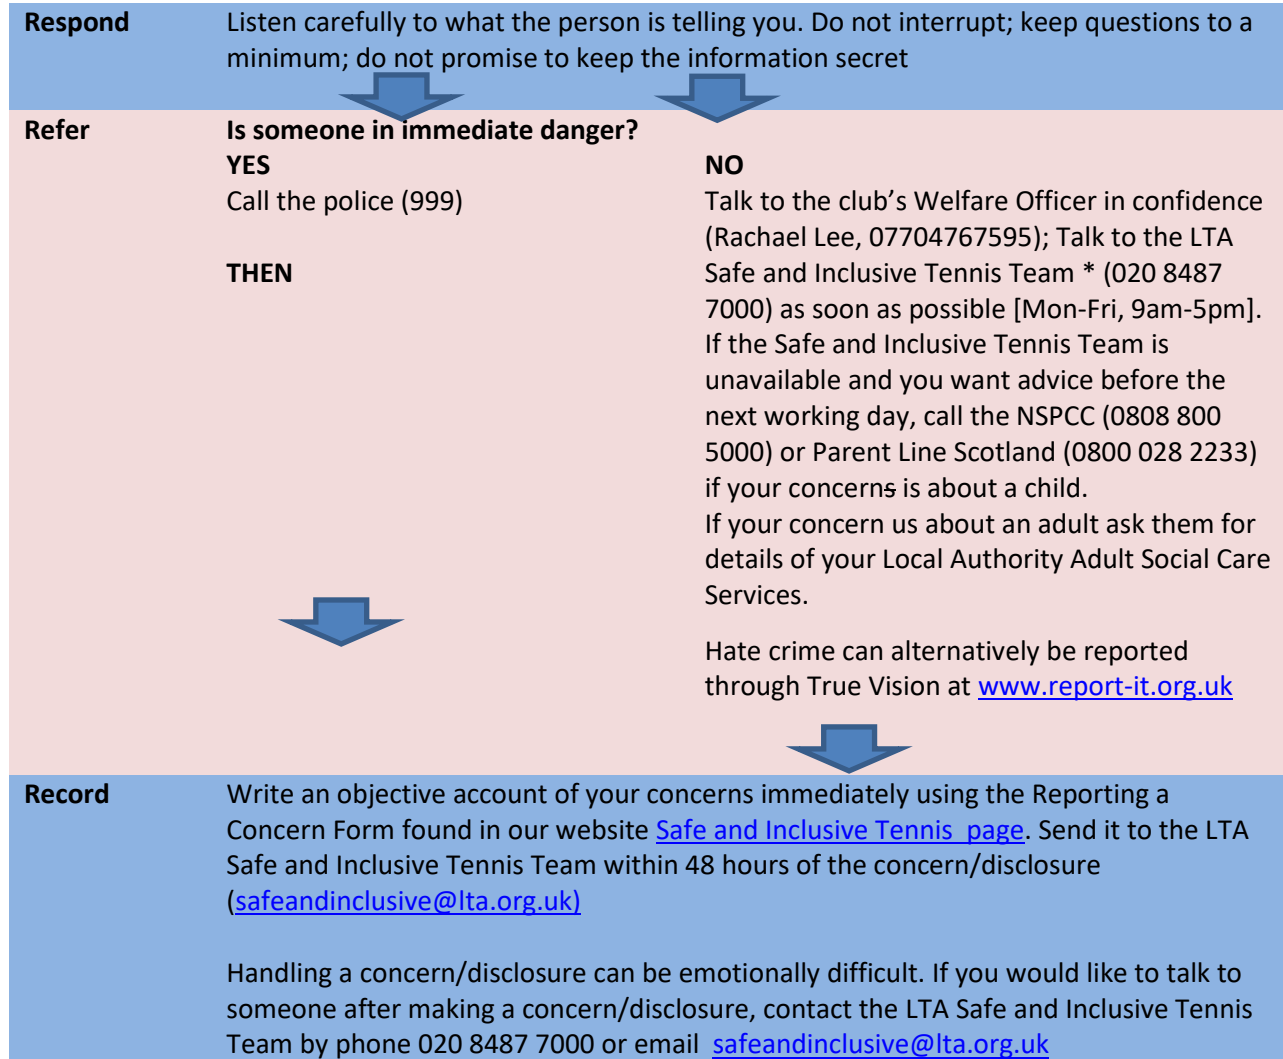 Respond
Listen carefully to what the person is telling you. Do not interrupt; keep questions to a
minimum; do not promise to keep the information secret
Refer
Is someone in immediate danger?
YES
Call the police (999)
THEN
NO
Talk to the club’s Welfare Officer in confidence
(Rachael Lee, 07704767595); Talk to the LTA
Safe and Inclusive Tennis Team * (020 8487
7000) as soon as possible [Mon-Fri, 9am-5pm].
If the Safe and Inclusive Tennis Team is
unavailable and you want advice before the
next working day, call the NSPCC (0808 800
5000) or Parent Line Scotland (0800 028 2233)
if your concerns is about a child.
If your concern us about an adult ask them for
details of your Local Authority Adult Social Care
Services.
Hate crime can alternatively be reported
through True Vision at www.report-it.org.uk
Record
Write an objective account of your concerns immediately using the Reporting a
Concern Form found in our website Safe and Inclusive Tennis  page. Send it to the LTA
Safe and Inclusive Tennis Team within 48 hours of the concern/disclosure
(safeandinclusive@lta.org.uk)
Handling a concern/disclosure can be emotionally difficult. If you would like to talk to
someone after making a concern/disclosure, contact the LTA Safe and Inclusive Tennis
Team by phone 020 8487 7000 or email  safeandinclusive@lta.org.uk